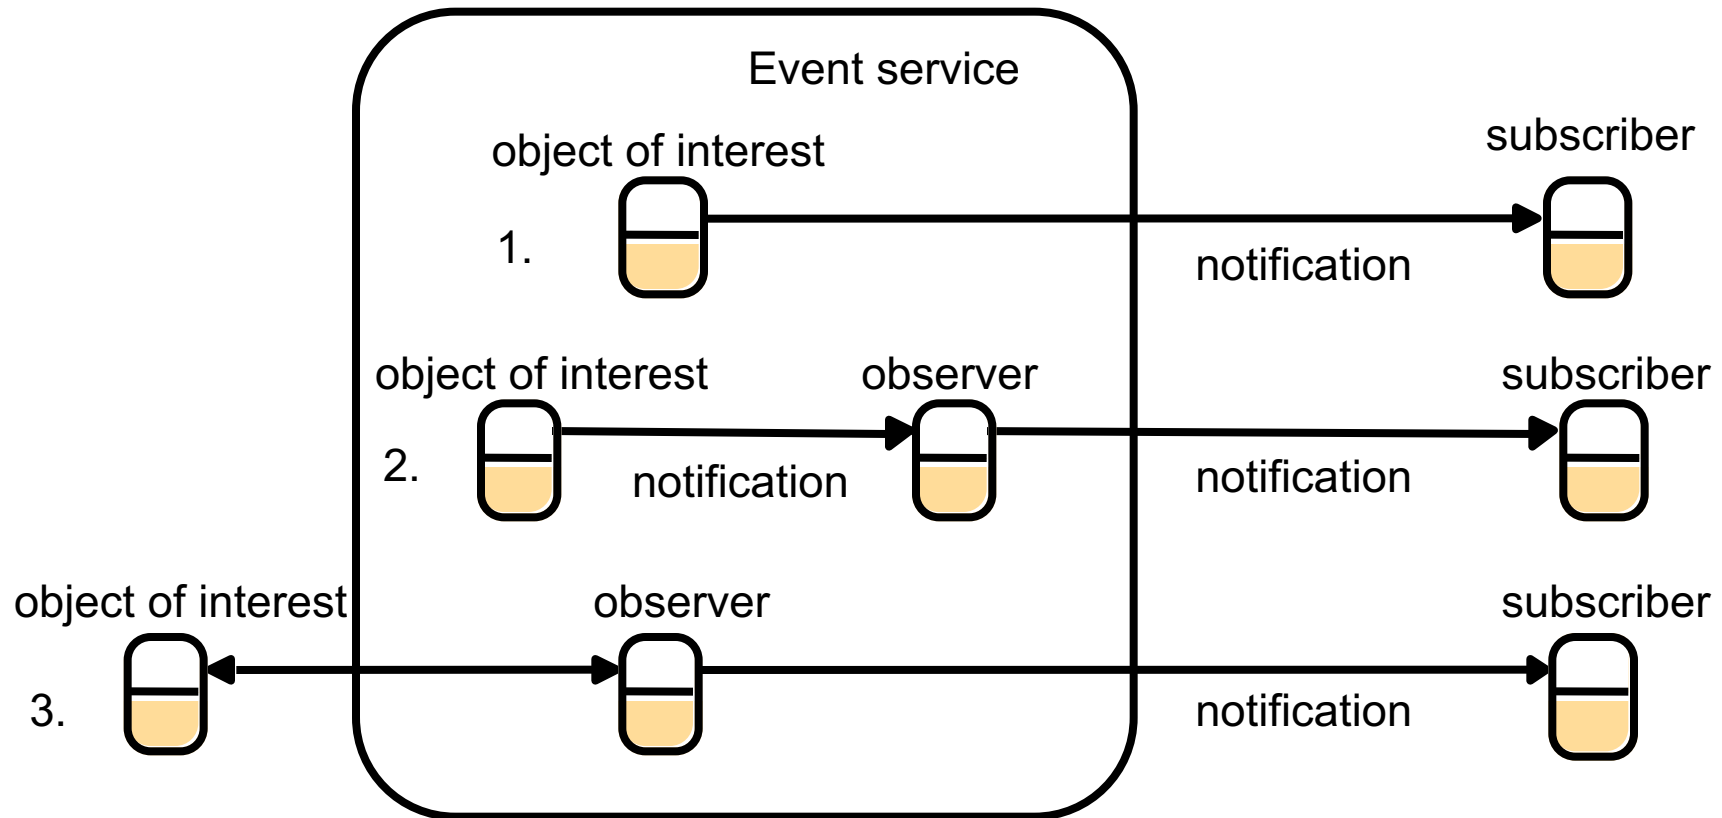 Event service
object of interest
subscriber
1.
notification
object of interest
observer
subscriber
2.
notification
notification
object of interest
observer
subscriber
3.
notification